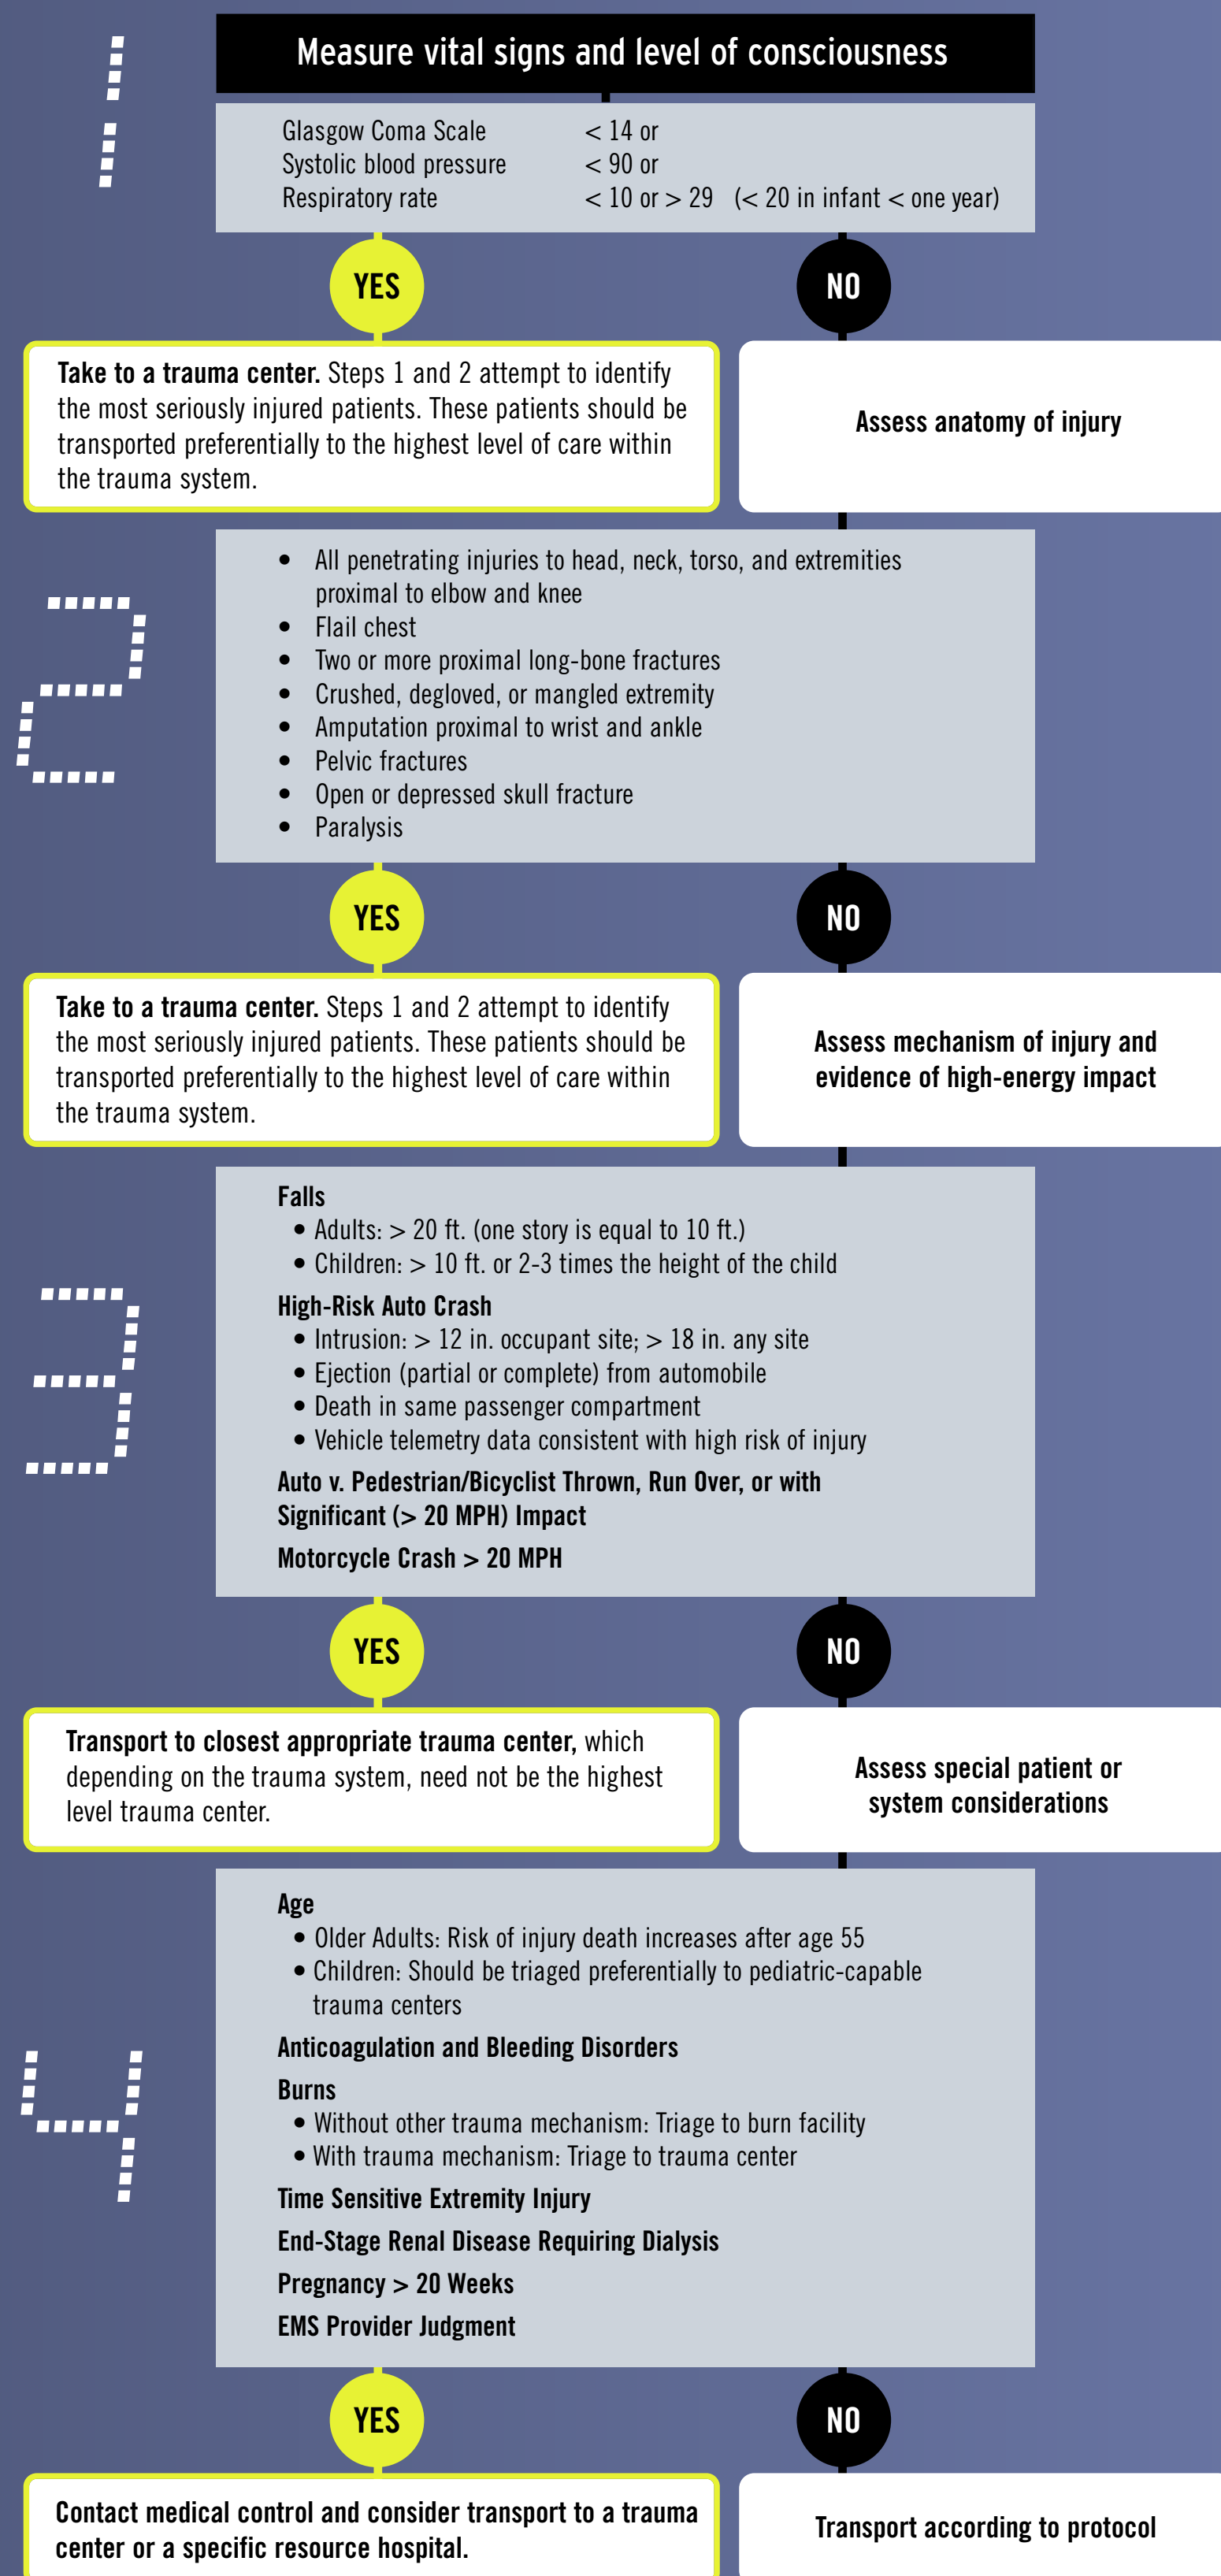 1
Measure vital signs and level of consciousness
Glasgow Coma Scale < 14 or
Systolic blood pressure < 90 or
Respiratory rate < 10 or > 29 (< 20 in infant < one year)
YES
NO
Take to a trauma center. Steps 1 and 2 attempt to identify
the most seriously injured patients. These patients should be
transported preferentially to the highest level of care within
the trauma system.
Assess anatomy of injury
2
• All penetrating injuries to head, neck, torso, and extremities
proximal to elbow and knee
• Flail chest
• Two or more proximal long-bone fractures
• Crushed, degloved, or mangled extremity
• Amputation proximal to wrist and ankle
• Pelvic fractures
• Open or depressed skull fracture
• Paralysis
YES
NO
Take to a trauma center. Steps 1 and 2 attempt to identify
the most seriously injured patients. These patients should be
transported preferentially to the highest level of care within
the trauma system.
Assess mechanism of injury and
evidence of high-energy impact
3
Falls
• Adults: > 20 ft. (one story is equal to 10 ft.)
• Children: > 10 ft. or 2-3 times the height of the child
High-Risk Auto Crash
• Intrusion: > 12 in. occupant site; > 18 in. any site
• Ejection (partial or complete) from automobile
• Death in same passenger compartment
• Vehicle telemetry data consistent with high risk of injury
Auto v. Pedestrian/Bicyclist Thrown, Run Over, or with
Significant (> 20 MPH) Impact
Motorcycle Crash > 20 MPH
YES
NO
Transport to closest appropriate trauma center, which
depending on the trauma system, need not be the highest
level trauma center.
Assess special patient or
system considerations
4
Age
• Older Adults: Risk of injury death increases after age 55
• Children: Should be triaged preferentially to pediatric-capable
trauma centers
Anticoagulation and Bleeding Disorders
Burns
• Without other trauma mechanism: Triage to burn facility
• With trauma mechanism: Triage to trauma center
Time Sensitive Extremity Injury
End-Stage Renal Disease Requiring Dialysis
Pregnancy > 20 Weeks
EMS Provider Judgment
YES
NO
Contact medical control and consider transport to a trauma
center or a specific resource hospital.
Transport according to protocol